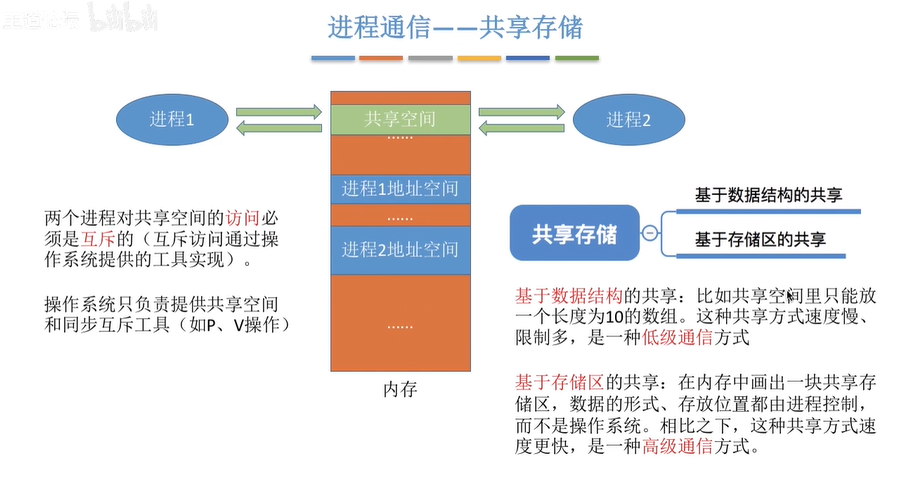 进程通信——共享存储
进程1
共享空间
进程2
……
进程1地址空间
……
进程2地址空间
……
内存
两个进程对共享空间的访问必
须是互斥的（互斥访问通过操
作系统提供的工具实现）。
操作系统只负责提供共享空间
和同步互斥工具（如P、V操作）
共享存储
基于数据结构的共享
基于存储区的共享
基于数据结构的共享：比如共享空间里只能放
一个长度为10的数组。这种共享方式速度慢、
限制多，是一种低级通信方式
基于存储区的共享：在内存中画出一块共享存
储区，数据的形式、存放位置都由进程控制，
而不是操作系统。相比之下，这种共享方式速
度更快，是一种高级通信方式。